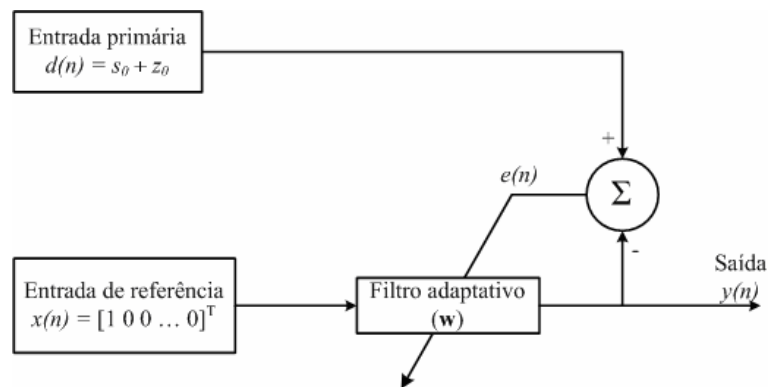 Entrada primária
d(n) = s₀ + z₀
+
e(n)
Σ
-
Entrada de referência
x(n) = [1 0 0 ... 0]ᵀ
Filtro adaptativo
(w)
Saída
y(n)